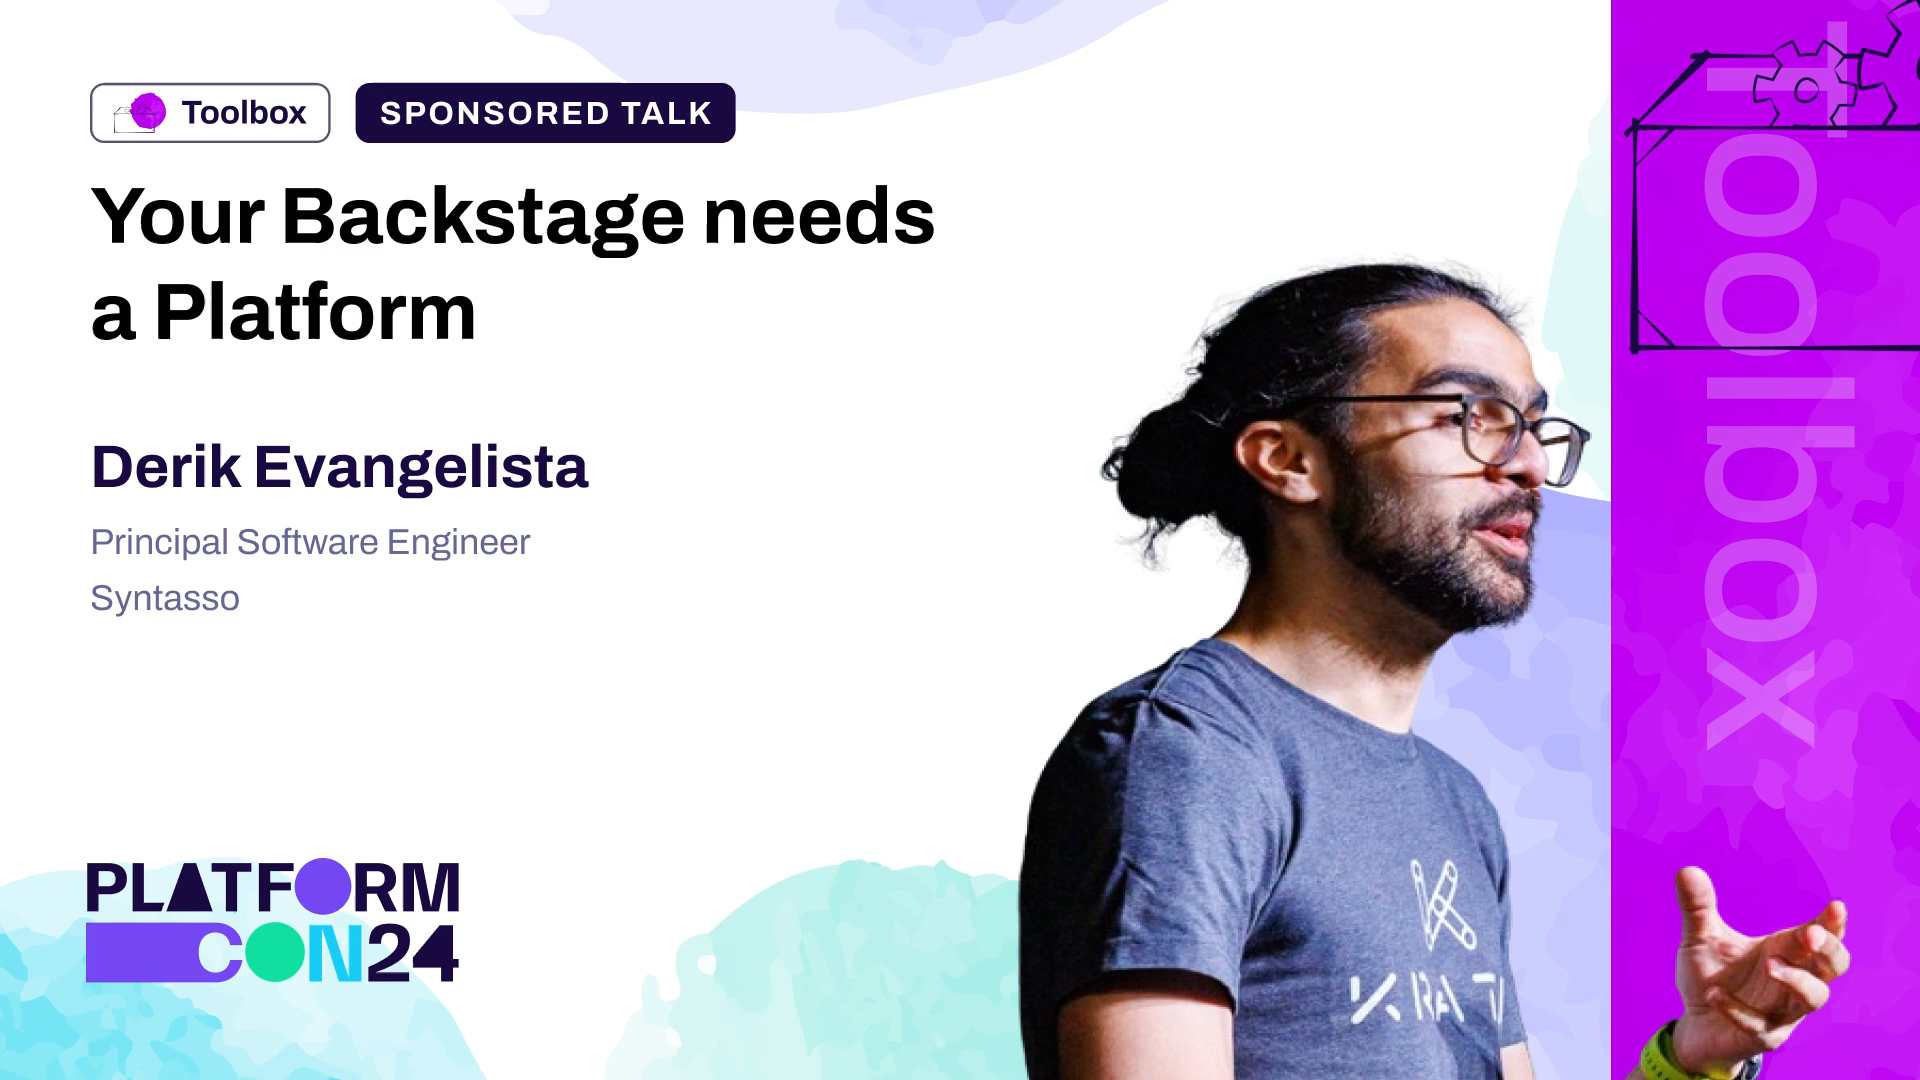 Toolbox
SPONSORED TALK
Your Backstage needs
a Platform
Derik Evangelista
Principal Software Engineer
Syntasso
PLATFORM
CON24
Toolbox